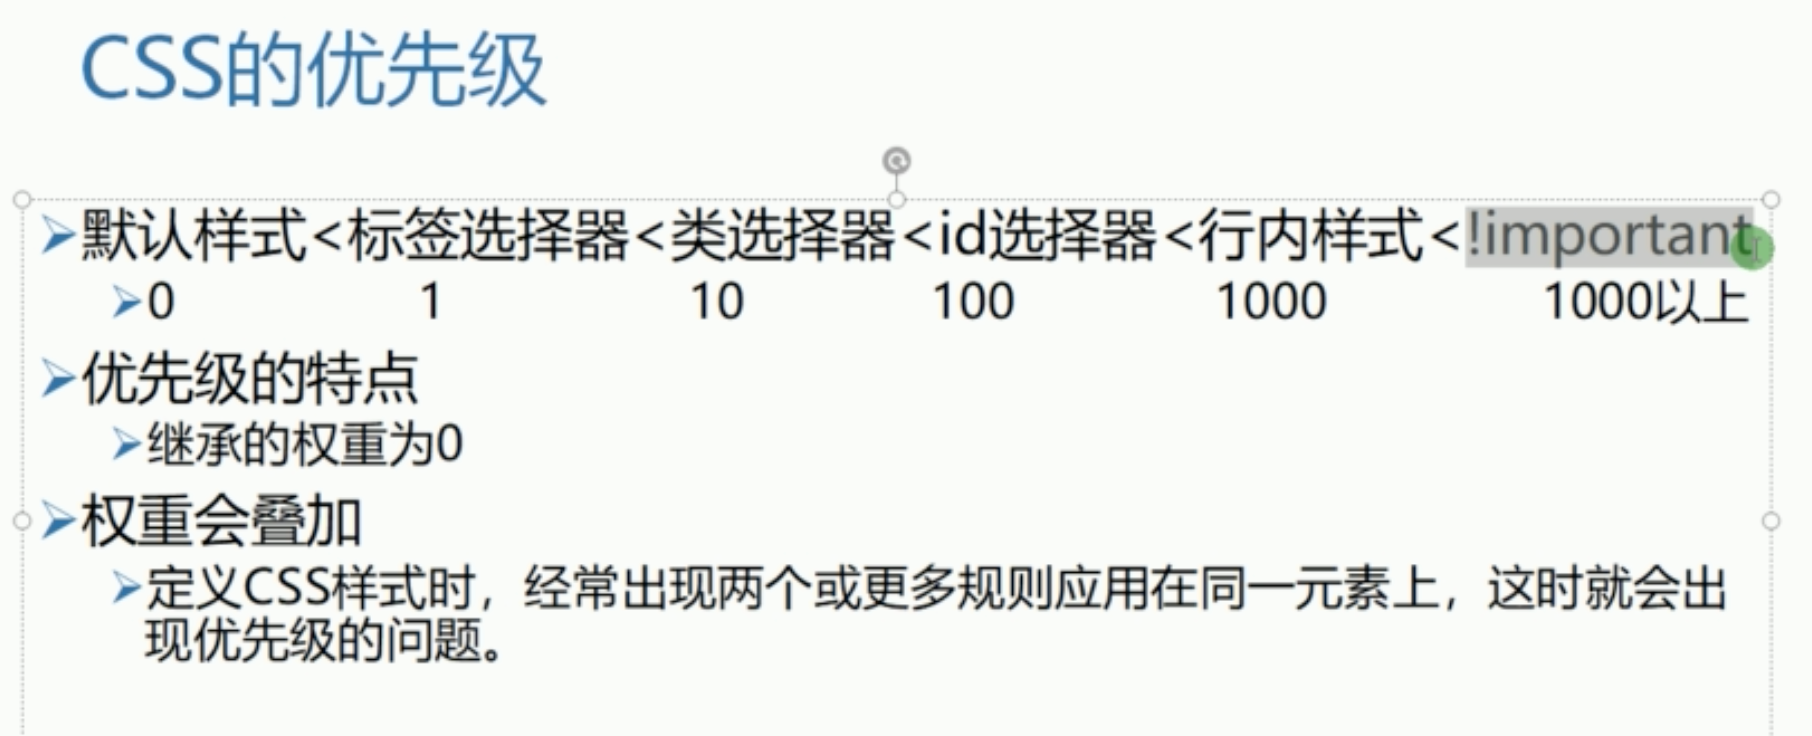 CSS的优先级
默认样式<标签选择器<类选择器<id选择器<行内样式<!important
0 1 10 100 1000 1000以上
优先级的特点
继承的权重为0
权重会叠加
定义CSS样式时，经常出现两个或更多规则应用在同一元素上，这时就会出
现优先级的问题。